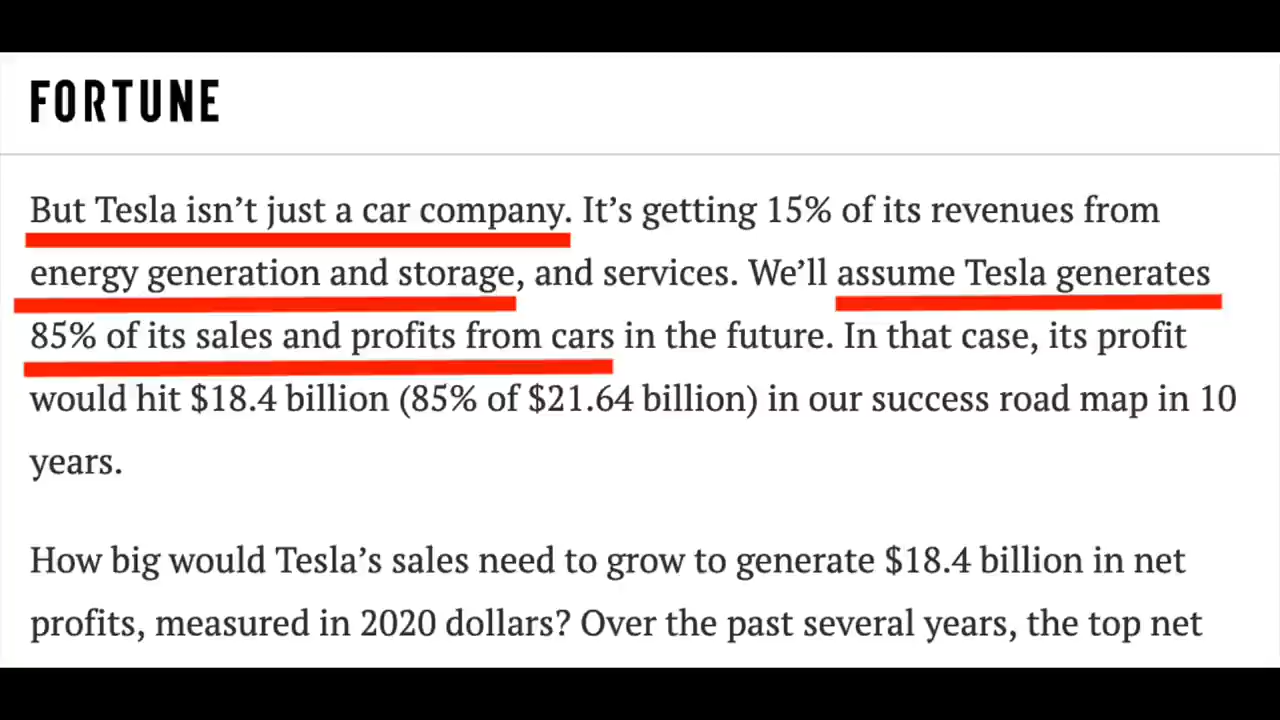 FORTUNE
But Tesla isn’t just a car company. It’s getting 15% of its revenues from
energy generation and storage, and services. We’ll assume Tesla generates
85% of its sales and profits from cars in the future. In that case, its profit
would hit $18.4 billion (85% of $21.64 billion) in our success road map in 10
years.
How big would Tesla’s sales need to grow to generate $18.4 billion in net
profits, measured in 2020 dollars? Over the past several years, the top net